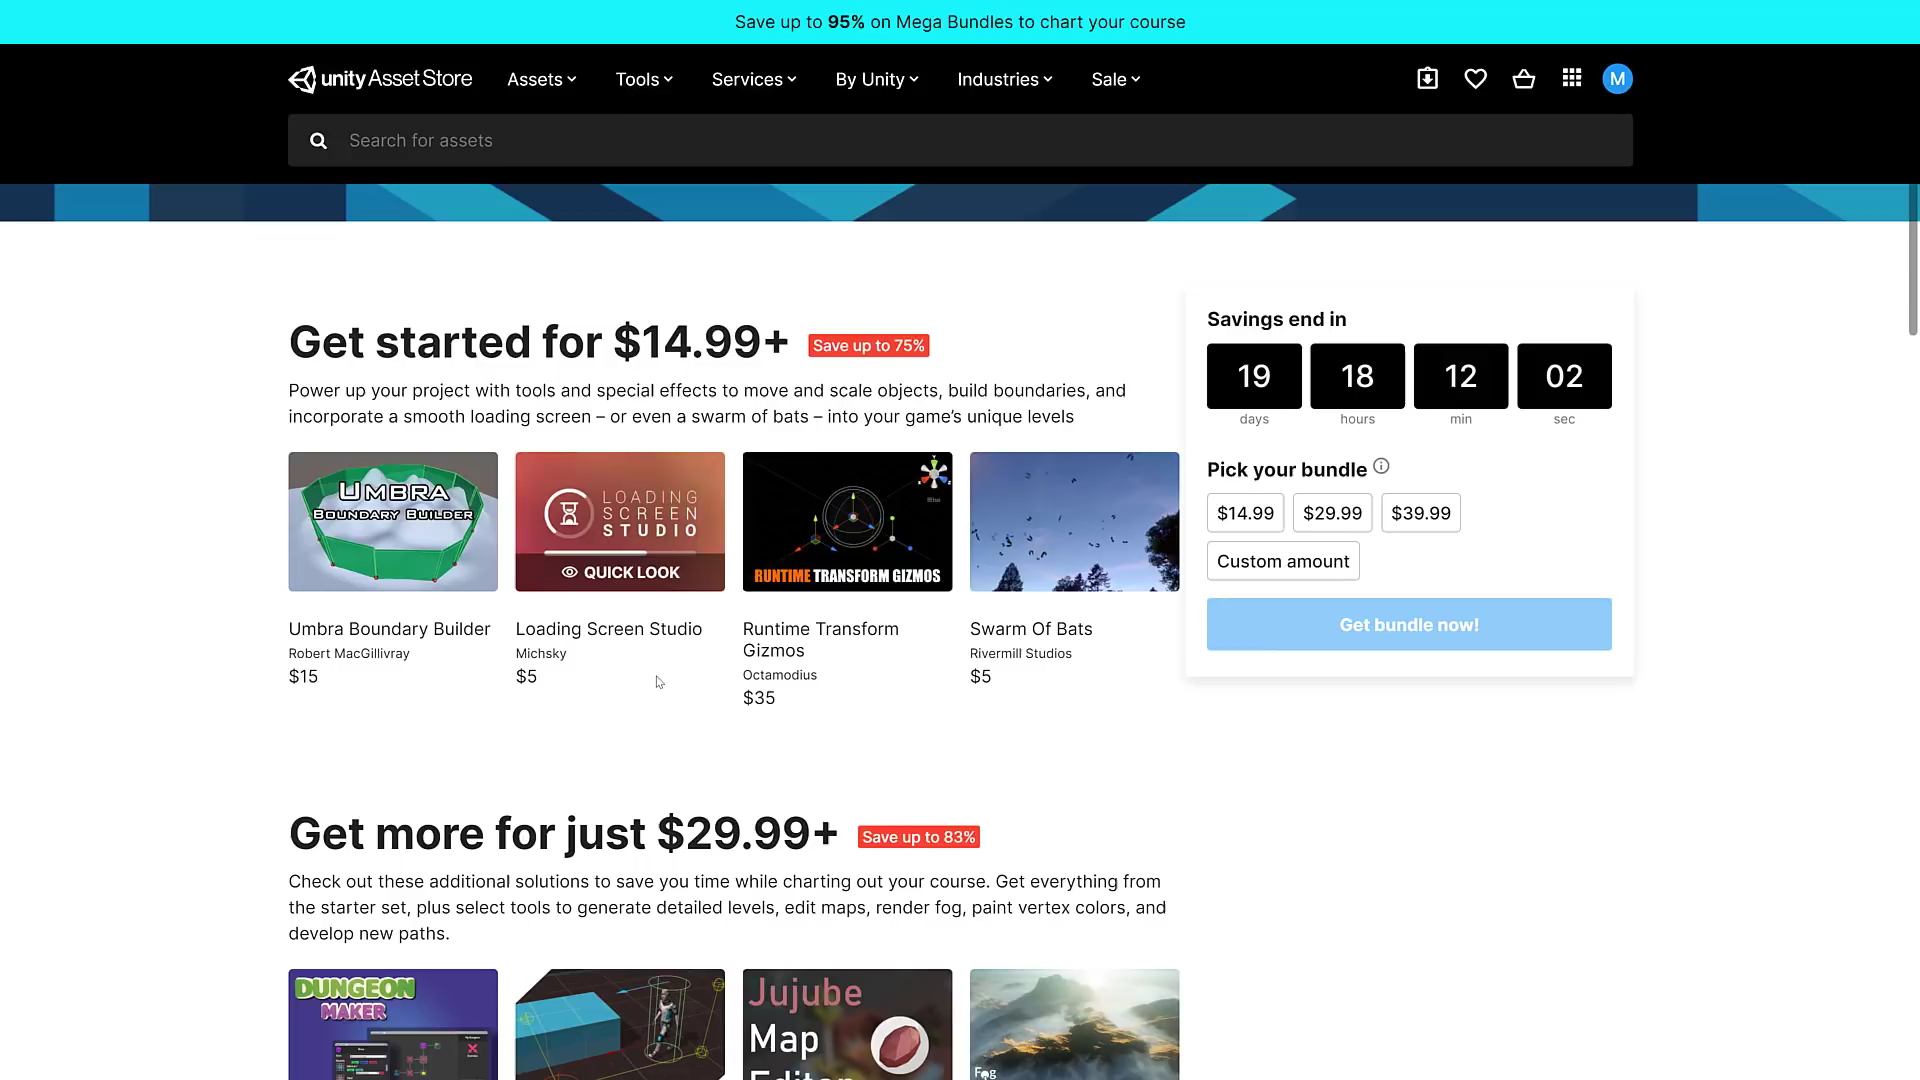 Save up to 95% on Mega Bundles to chart your course
unity Asset Store
Assets
Tools
Services
By Unity
Industries
Sale
M
Search for assets
Get started for $14.99+
Save up to 75%
Power up your project with tools and special effects to move and scale objects, build boundaries, and
incorporate a smooth loading screen – or even a swarm of bats – into your game's unique levels
UMBRA
BOUNDARY BUILDER
LOADING
SCREEN
STUDIO
QUICK LOOK
RUNTIME TRANSFORM GIZMOS
Umbra Boundary Builder
Robert MacGillivray
$15
Loading Screen Studio
Michsky
$5
Runtime Transform
Gizmos
Octamodius
$35
Swarm Of Bats
Rivermill Studios
$5
Savings end in
19
18
12
02
days
hours
min
sec
Pick your bundle
$14.99
$29.99
$39.99
Custom amount
Get bundle now!
Get more for just $29.99+
Save up to 83%
Check out these additional solutions to save you time while charting out your course. Get everything from
the starter set, plus select tools to generate detailed levels, edit maps, render fog, paint vertex colors, and
develop new paths.
DUNGEON
MAKER
Jujube
Map
Editor
Fog